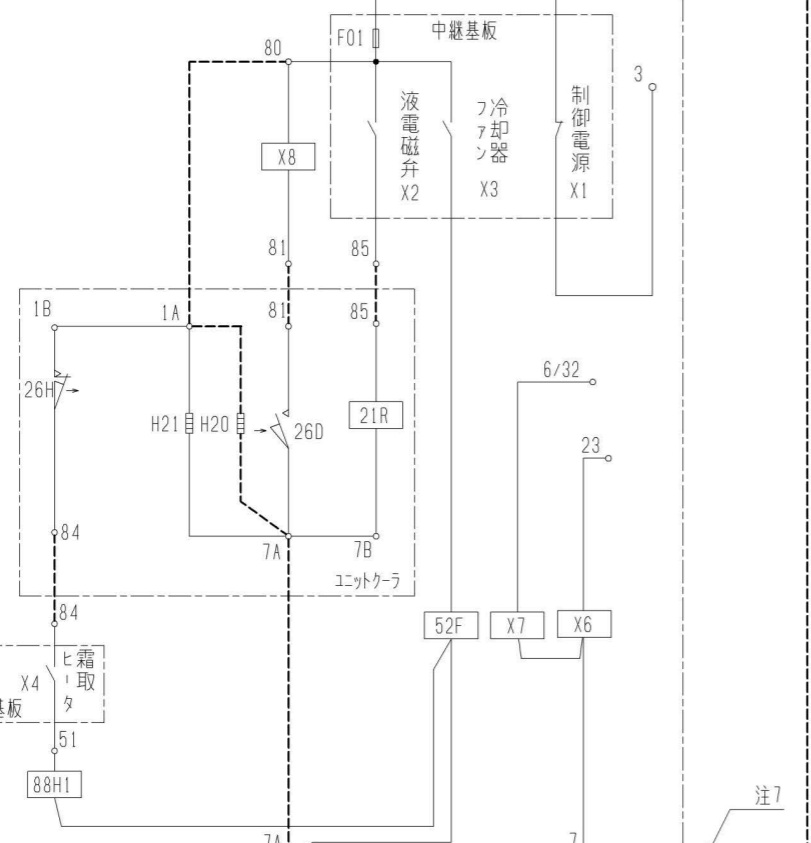 中継基板
F01
80
3
液電磁弁
X2
冷却器
ファン
X3
制御電源
X1
X8
81
85
1B
1A
81
85
6/32
26H
H21
H20
26D
21R
23
84
7A
7B
ユニットクーラ
84
52F
X7
X6
霜取
ヒータ
X4
基板
51
88H1
注7
7A
7